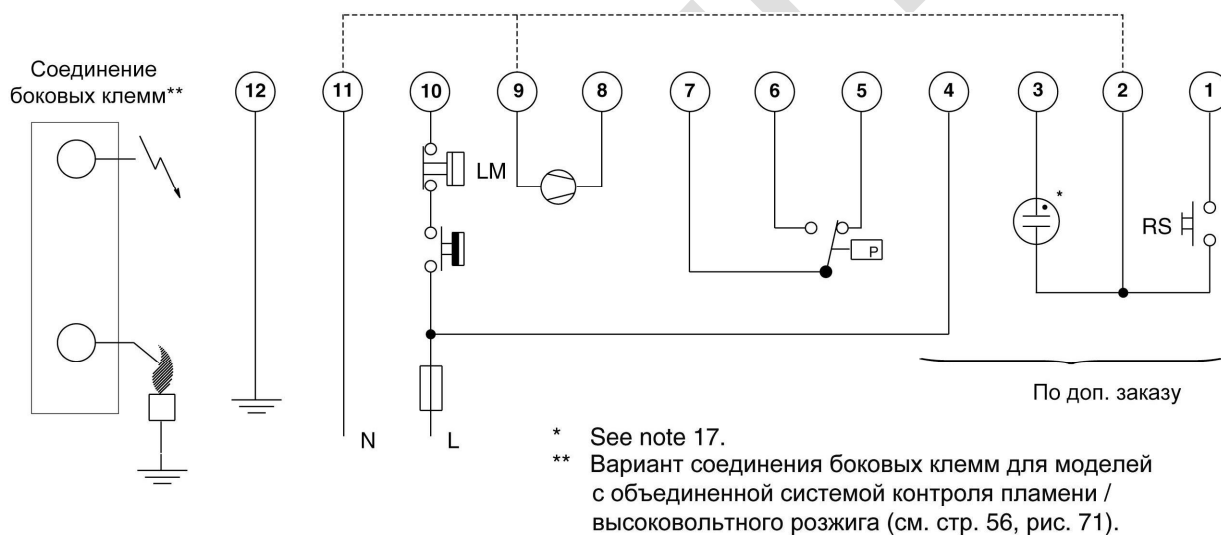 Соединение
боковых клемм**
12 11 10 9 8 7 6 5 4 3 2 1
LM
*
RS
P
По доп. заказу
N L
* See note 17.
** Вариант соединения боковых клемм для моделей
с объединенной системой контроля пламени /
высоковольтного розжига (см. стр. 56, рис. 71).